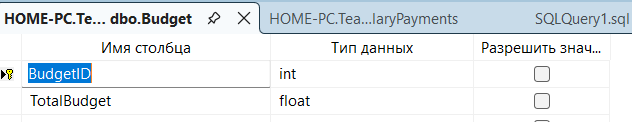 HOME-PC.Te... dbo.Budget HOME-PC.Tea...laryPayments SQLQuery1.sql
Имя столбца Тип данных Разрешить знач...
BudgetID int
TotalBudget float